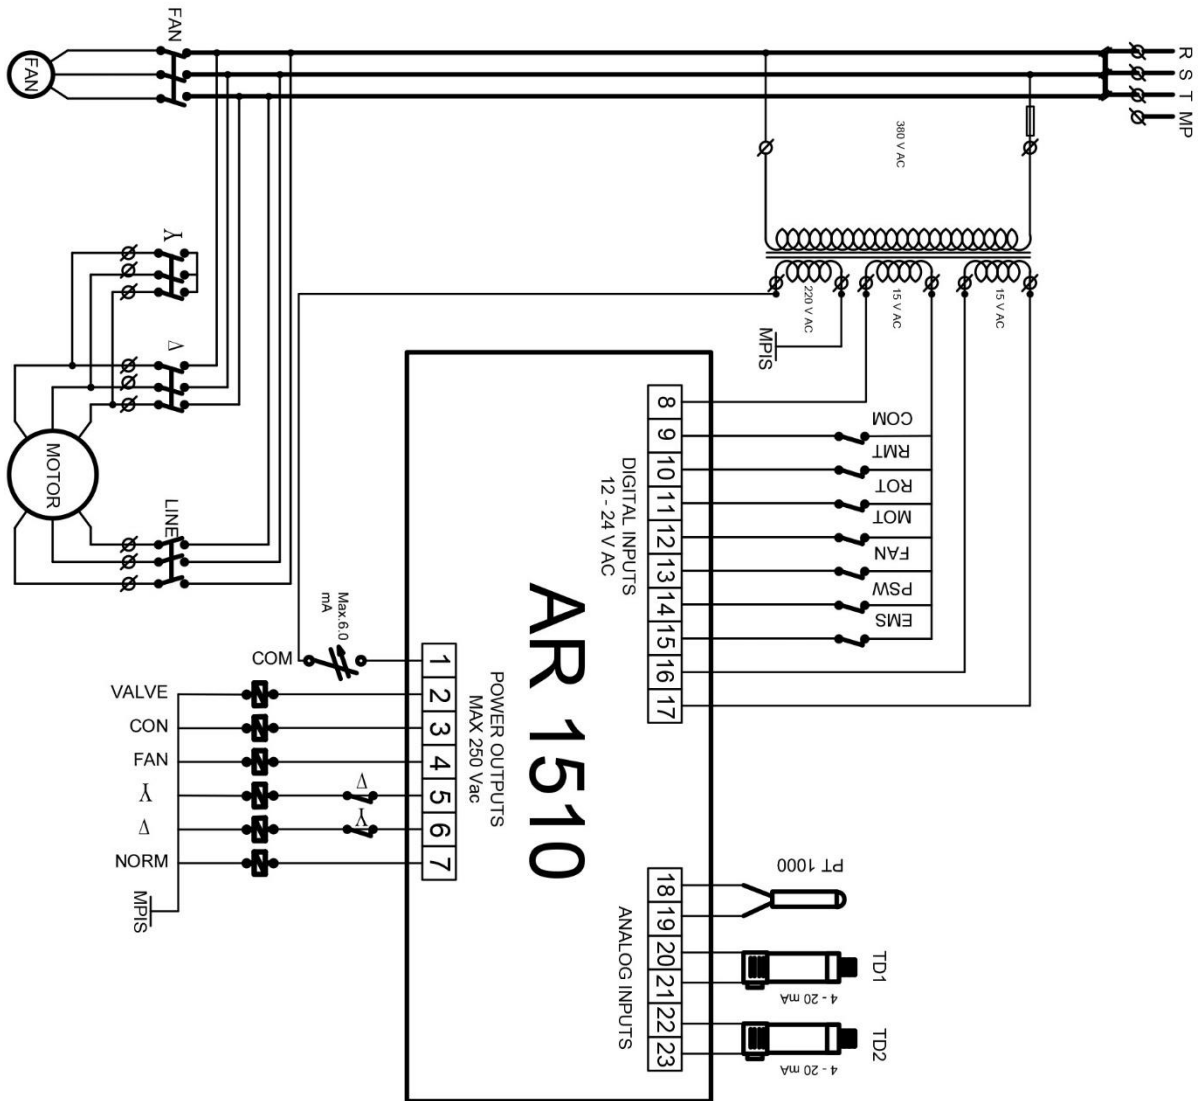 R
S
T
MP
FAN
FAN
380 V AC
220 V AC
15 V AC
15 V AC
MPIS
Y
Δ
MOTOR
LINE
8
9
10
11
12
13
14
15
16
17
COM
RMT
ROT
MOT
FAN
PSW
EMS
DIGITAL INPUTS
12 - 24 V AC
AR 1510
Max.6.0
mA
COM
VALVE
CON
FAN
Y
Δ
NORM
MPIS
Δ
Y
1
2
3
4
5
6
7
POWER OUTPUTS
MAX 250 Vac
18
19
20
21
22
23
ANALOG INPUTS
PT 1000
TD1
4 - 20 mA
TD2
4 - 20 mA